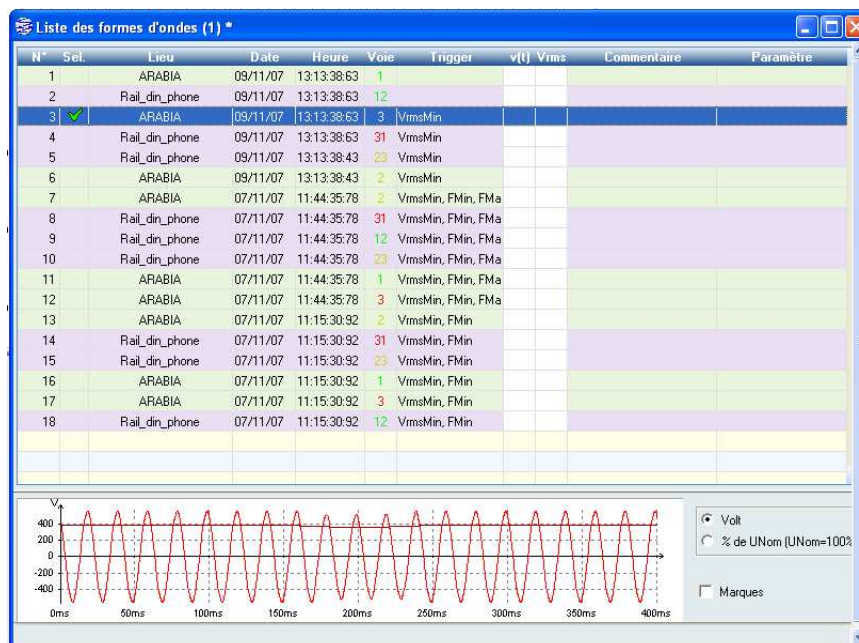 Liste des formes d'ondes (1) *
N° Sel. Lieu Date Heure Voie Trigger v(t) Vrms Commentaire Paramètre
1 ARABIA 09/11/07 13:13:38:63 1
2 Rail_din_phone 09/11/07 13:13:38:63 12
3 ARABIA 09/11/07 13:13:38:63 3 VrmsMin
4 Rail_din_phone 09/11/07 13:13:38:63 31 VrmsMin
5 Rail_din_phone 09/11/07 13:13:38:43 23 VrmsMin
6 ARABIA 09/11/07 13:13:38:43 2 VrmsMin
7 ARABIA 07/11/07 11:44:35:78 2 VrmsMin, FMin, FMa
8 Rail_din_phone 07/11/07 11:44:35:78 31 VrmsMin, FMin, FMa
9 Rail_din_phone 07/11/07 11:44:35:78 12 VrmsMin, FMin, FMa
10 Rail_din_phone 07/11/07 11:44:35:78 23 VrmsMin, FMin, FMa
11 ARABIA 07/11/07 11:44:35:78 1 VrmsMin, FMin, FMa
12 ARABIA 07/11/07 11:44:35:78 3 VrmsMin, FMin, FMa
13 ARABIA 07/11/07 11:15:30:92 2 VrmsMin, FMin
14 Rail_din_phone 07/11/07 11:15:30:92 31 VrmsMin, FMin
15 Rail_din_phone 07/11/07 11:15:30:92 23 VrmsMin, FMin
16 ARABIA 07/11/07 11:15:30:92 1 VrmsMin, FMin
17 ARABIA 07/11/07 11:15:30:92 3 VrmsMin, FMin
18 Rail_din_phone 07/11/07 11:15:30:92 12 VrmsMin, FMin
V
400
200
0
-200
-400
0ms 50ms 100ms 150ms 200ms 250ms 300ms 350ms 400ms
Volt
% de UNom (UNom=100%
Marques